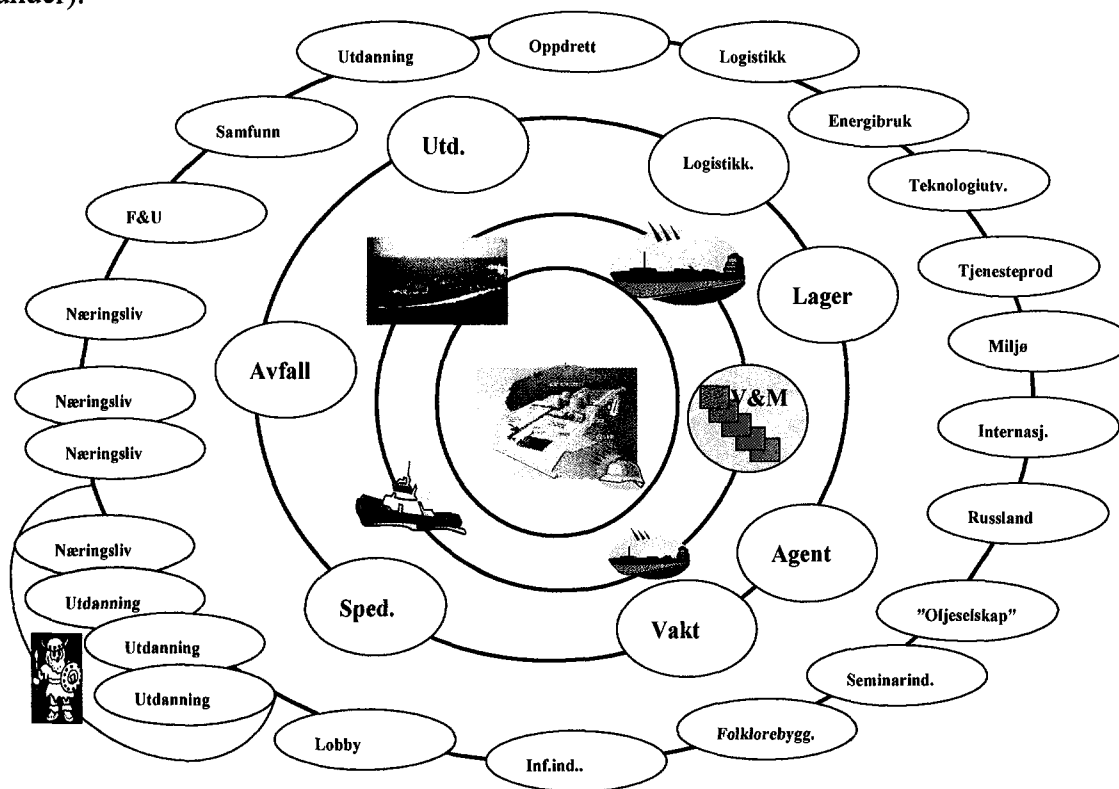 under).
Utdanning
Oppdrett
Logistikk
Samfunn
Utd.
Logistikk.
Energibruk
F&U
Teknologiutv.
Næringsliv
Avfall
Lager
Tjenesteprod
Miljø
Næringsliv
V&M
Næringsliv
Internasj.
Russland
Næringsliv
Agent
Utdanning
Sped.
Vakt
"Oljeselskap"
Utdanning
Seminarind.
Utdanning
Lobby
Folklorebygg.
Inf.ind..